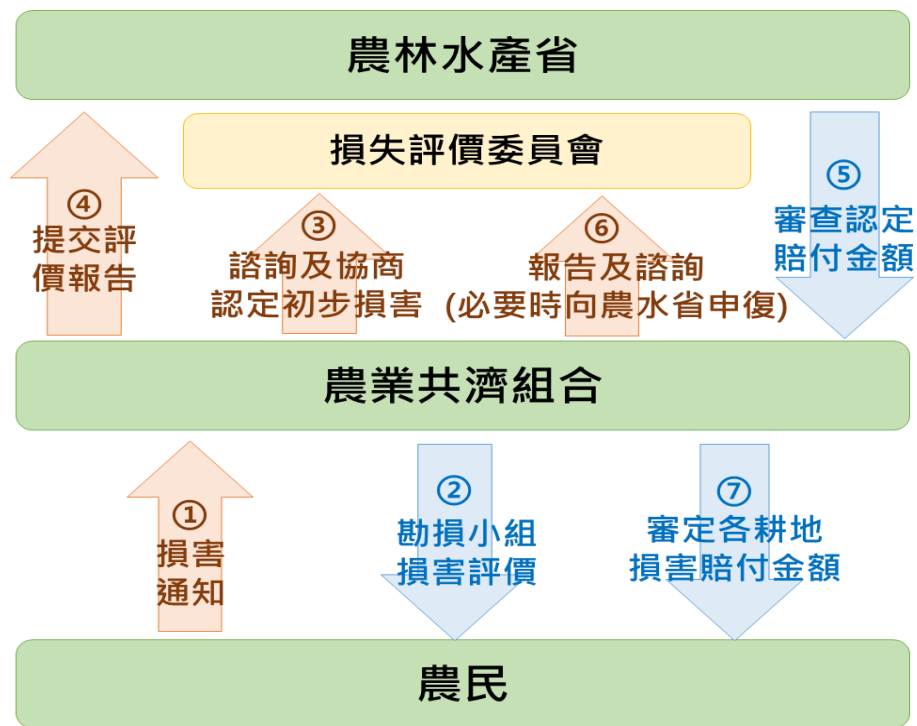 農林水產省
損失評價委員會
④
提交評
價報告
③
諮詢及協商
認定初步損害
⑥
報告及諮詢
(必要時向農水省申復)
⑤
審查認定
賠付金額
農業共濟組合
①
損害
通知
②
勘損小組
損害評價
⑦
審定各耕地
損害賠付金額
農民